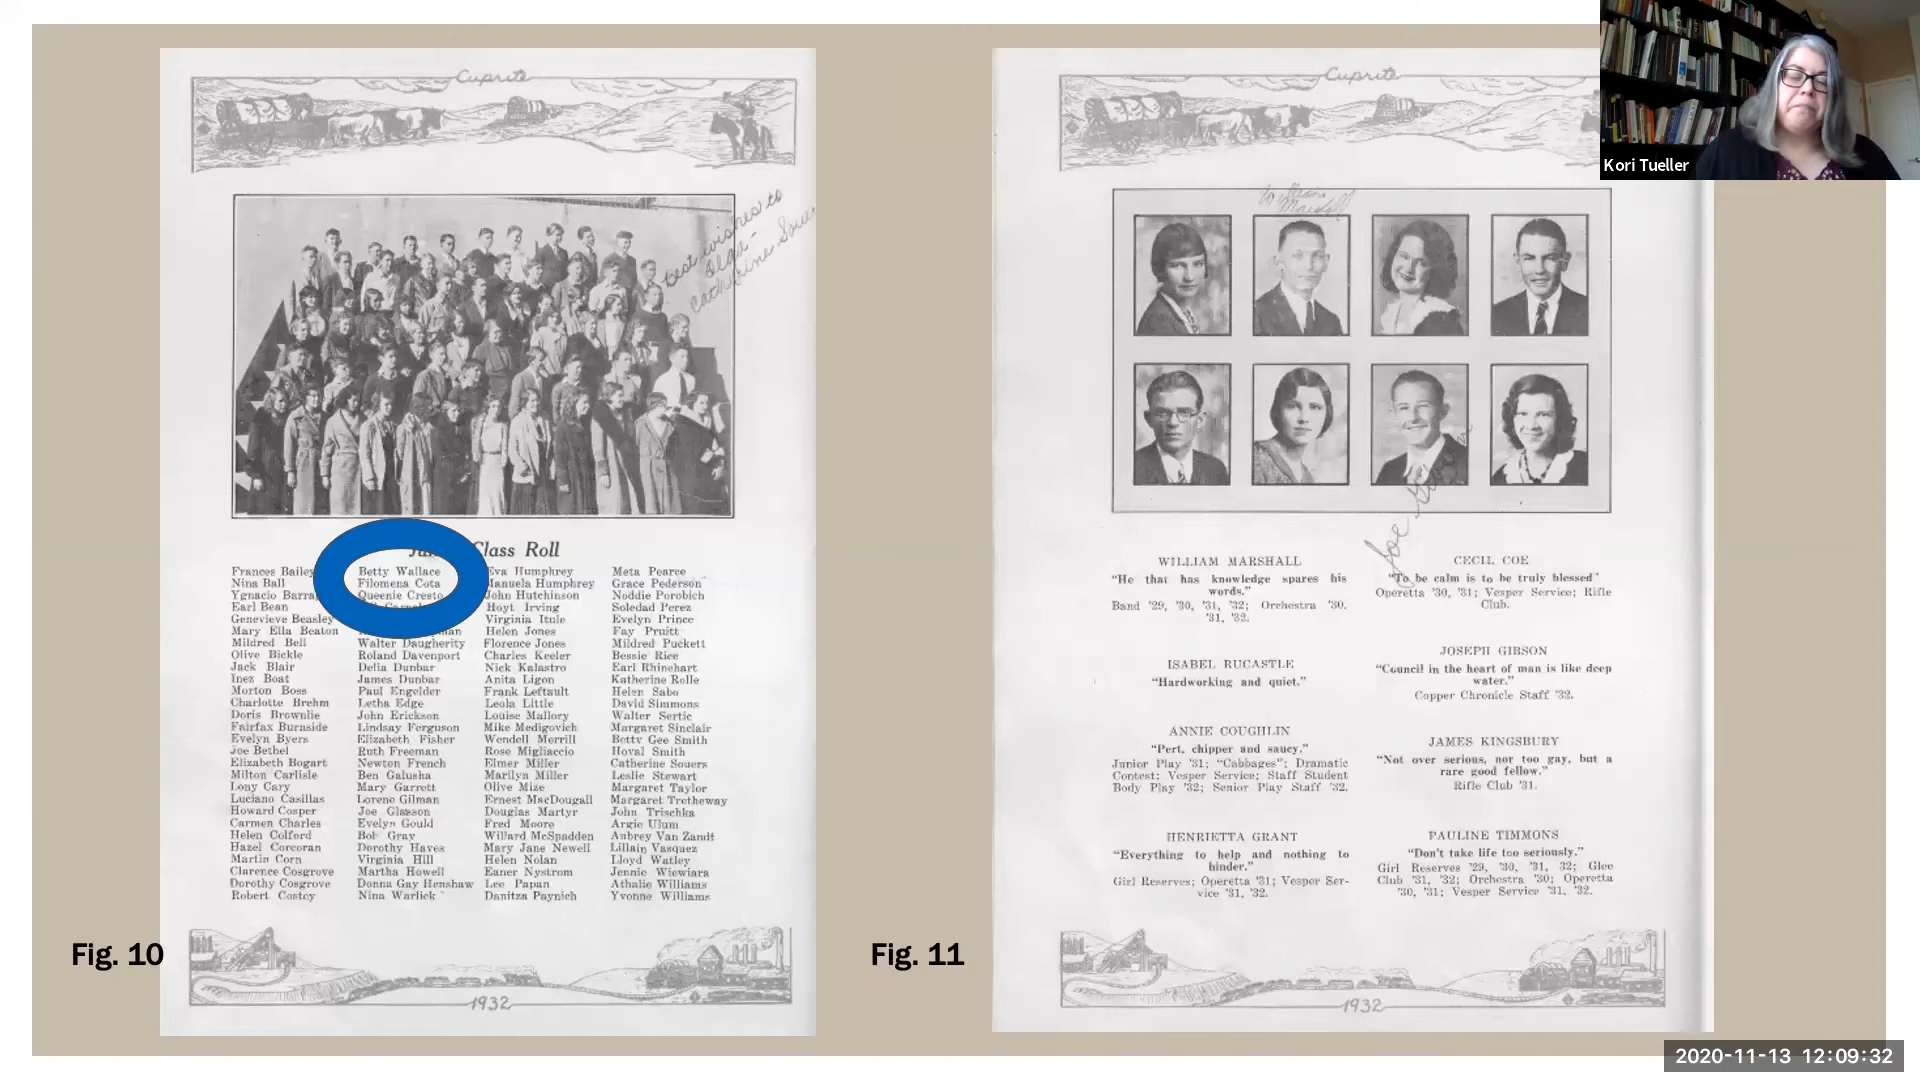 Cuprite
best wishes to
Olga-
Catherine Souers
Class Roll
Frances Bailey
Nina Ball
Ygnacio Barra
Earl Bean
Genevieve Beasley
Mary Ella Beaton
Mildred Bell
Olive Bickle
Jack Blair
Inez Boat
Morton Boss
Charlotte Brehm
Doris Brownlie
Fairfax Burnside
Evelyn Byers
Joe Bethel
Elizabeth Bogart
Milton Carlisle
Lony Cary
Luciano Casillas
Howard Cosper
Carmen Charles
Helen Colford
Hazel Corcoran
Martin Corn
Clarence Cosgrove
Dorothy Cosgrove
Robert Costey
Betty Wallace
Filomena Cota
Queenie Cresto
Walter Daugherity
Roland Davenport
Delia Dunbar
James Dunbar
Paul Engelder
Letha Edge
John Erickson
Lindsay Ferguson
Elizabeth Fisher
Ruth Freeman
Newton French
Ben Galusha
Mary Garrett
Lorene Gilman
Joe Glasson
Evelyn Gould
Bob Gray
Dorothy Hayes
Virginia Hill
Martha Howell
Donna Gay Henshaw
Nina Warlick
Eva Humphrey
Manuela Humphrey
John Hutchinson
Hoyt Irving
Virginia Itule
Helen Jones
Florence Jones
Charles Keeler
Nick Kalastro
Anita Ligon
Frank Leftault
Leola Little
Louise Mallory
Mike Medigovich
Wendell Merrill
Rose Migliaccio
Elmer Miller
Marilyn Miller
Olive Mize
Ernest MacDougall
Douglas Martyr
Fred Moore
Willard McSpadden
Mary Jane Newell
Helen Nolan
Eaner Nystrom
Leo Papan
Danitza Paynich
Meta Pearce
Grace Pederson
Noddie Porobich
Soledad Perez
Evelyn Prince
Fay Pruitt
Mildred Puckett
Bessie Rice
Earl Rhinehart
Katherine Rolle
Helen Sabo
David Simmons
Walter Sertic
Margaret Sinclair
Betty Gee Smith
Hoval Smith
Catherine Souers
Leslie Stewart
Margaret Taylor
Margaret Tretheway
John Trischka
Argie Ulum
Aubrey Van Zandt
Lillain Vasquez
Lloyd Watley
Jennie Wiewiara
Athalie Williams
Yvonne Williams
Fig. 10
1932
Cuprite
WILLIAM MARSHALL
"He that has knowledge spares his
words."
Band '29, '30, '31, '32; Orchestra '30,
'31, '32.
ISABEL RUCASTLE
"Hardworking and quiet."
ANNIE COUGHLIN
"Pert, chipper and saucy."
Junior Play '31; "Cabbages"; Dramatic
Contest; Vesper Service; Staff Student
Body Play '32; Senior Play Staff '32.
HENRIETTA GRANT
"Everything to help and nothing to
hinder."
Girl Reserves; Operetta '31; Vesper Ser-
vice '31, '32.
Joe Gibson
CECIL COE
"To be calm is to be truly blessed"
Operetta '30, '31; Vesper Service; Rifle
Club.
JOSEPH GIBSON
"Council in the heart of man is like deep
water."
Copper Chronicle Staff '32.
JAMES KINGSBURY
"Not over serious, nor too gay, but a
rare good fellow."
Rifle Club '31.
PAULINE TIMMONS
"Don't take life too seriously."
Girl Reserves '29, '30, '31, 32; Glee
Club '31, '32; Orchestra '30; Operetta
'30, '31; Vesper Service '31, '32.
Fig. 11
1932
Kori Tueller
2020-11-13 12:09:32